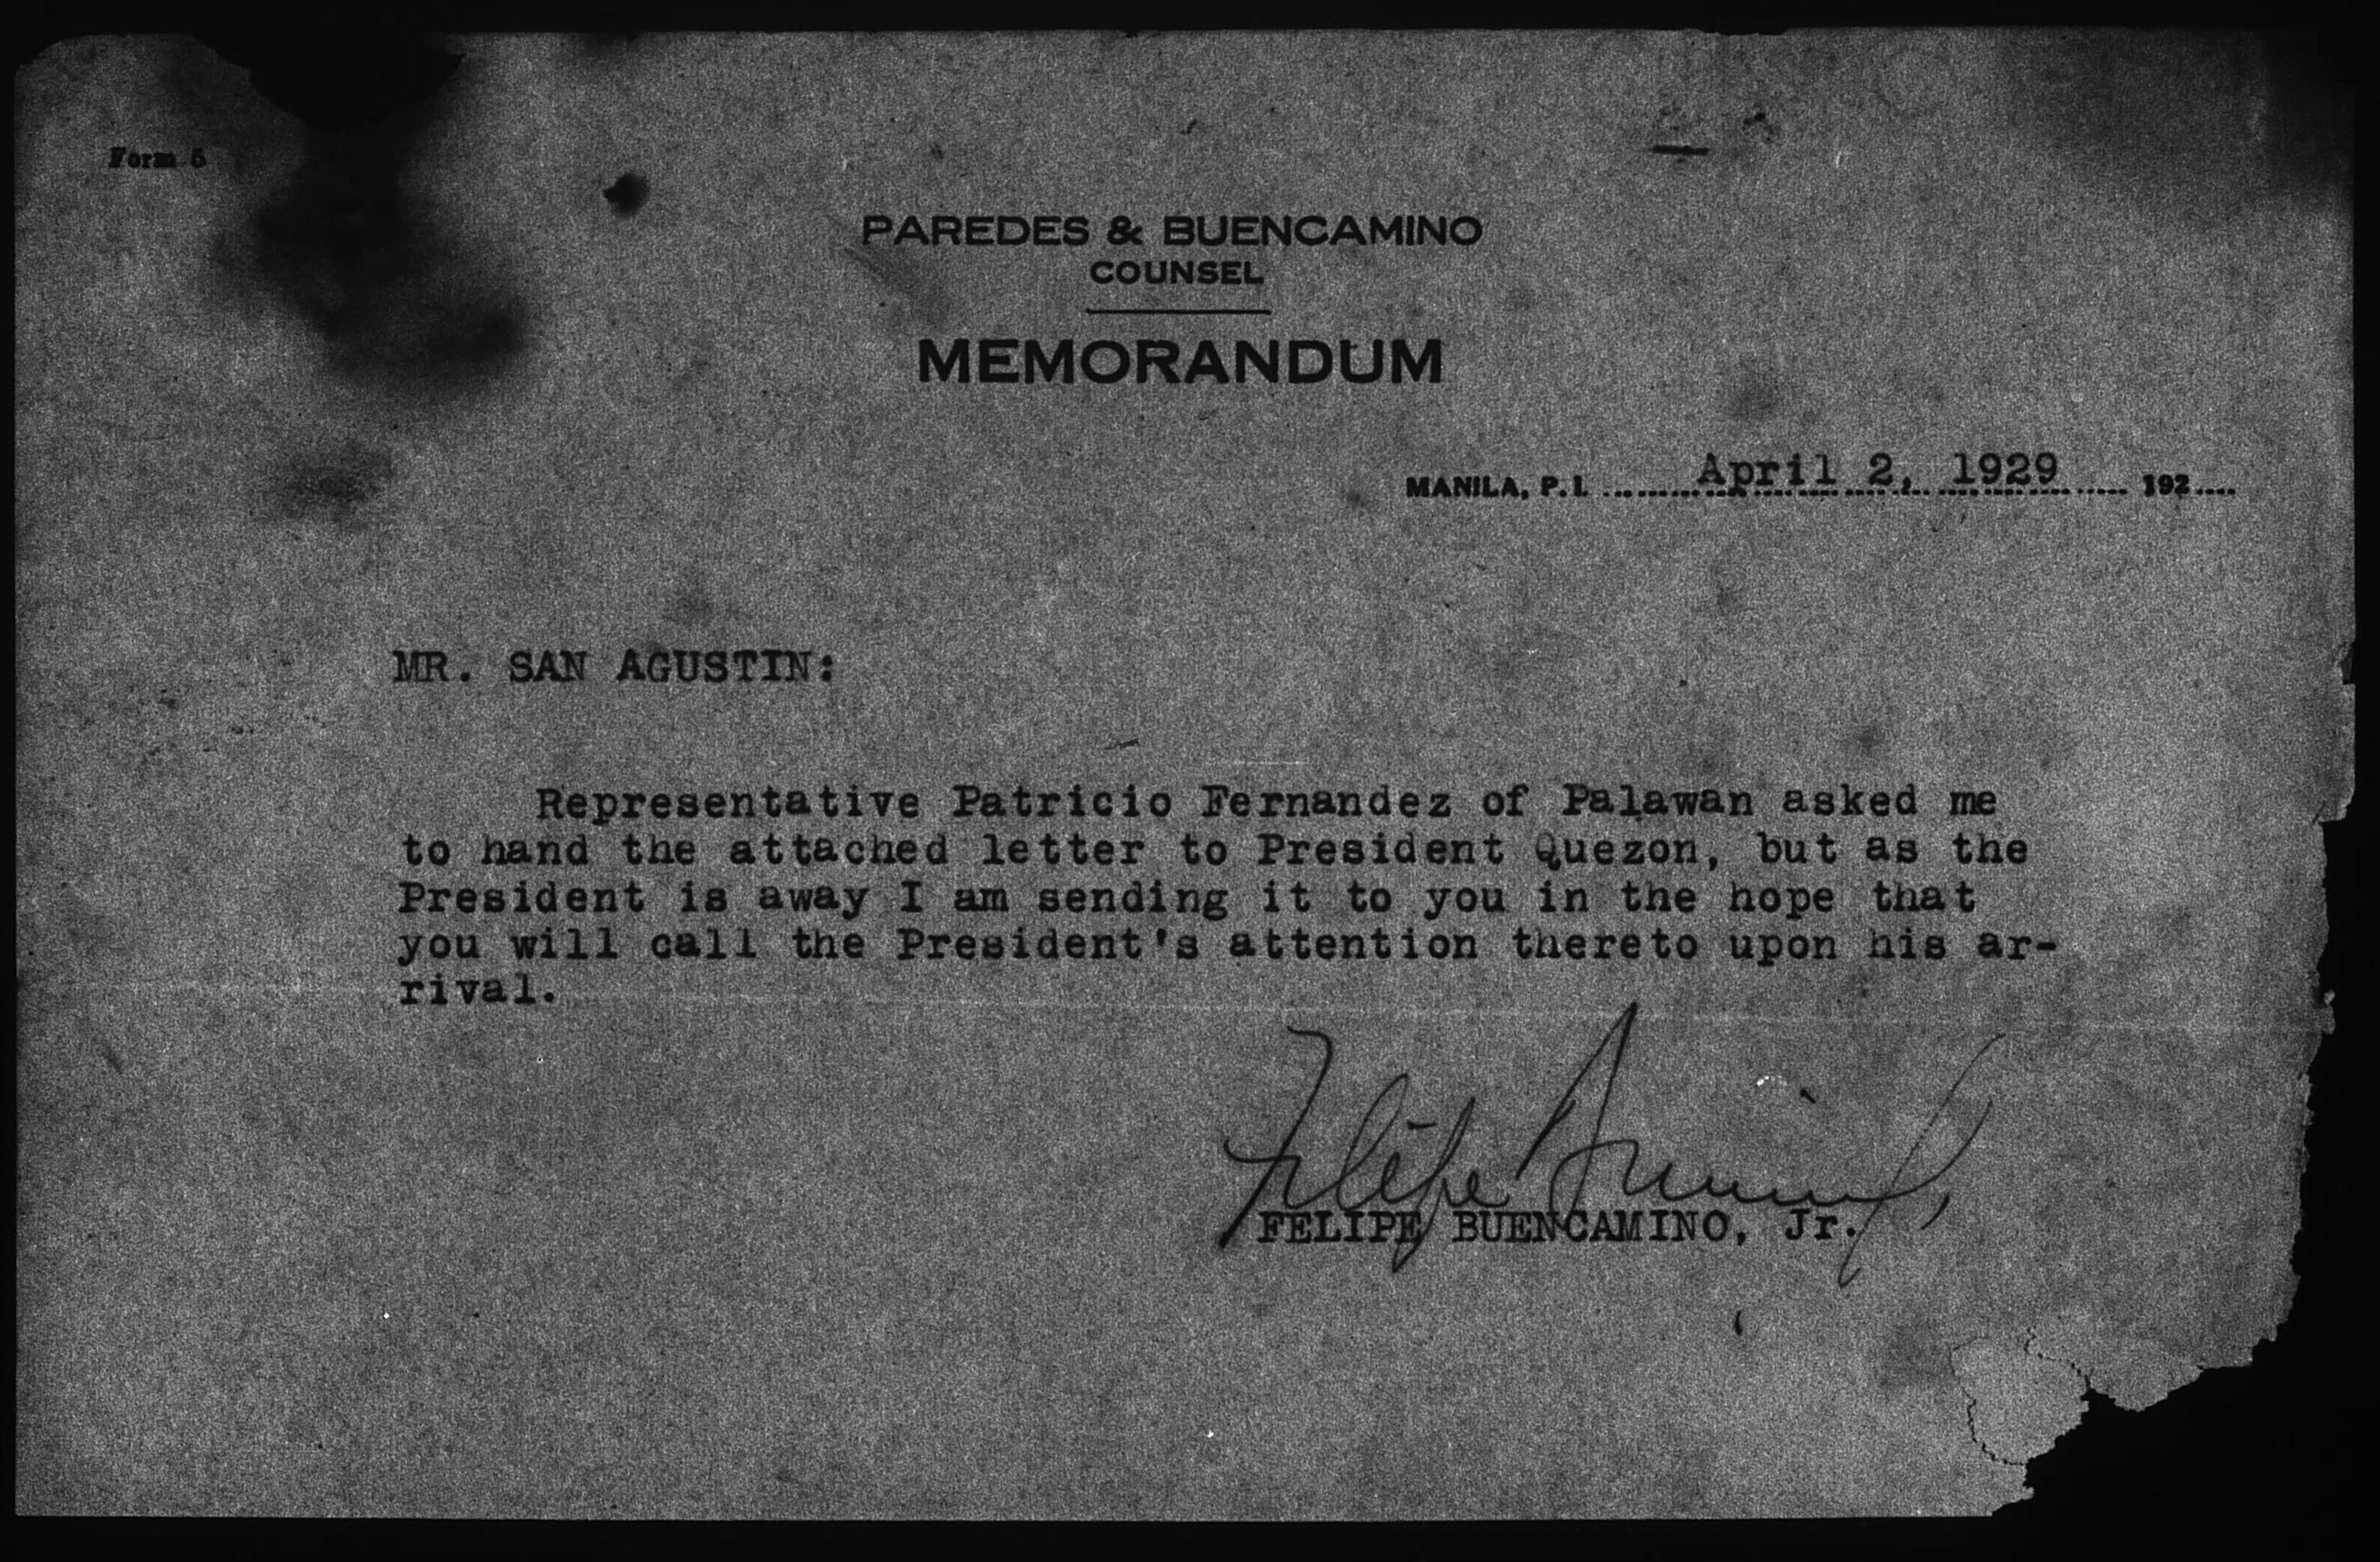 Form 5
PAREDES & BUENCAMINO
COUNSEL
MEMORANDUM
MANILA, P. I. April 2, 1929 192
MR. SAN AGUSTIN:
Representative Patricio Fernandez of Palawan asked me
to hand the attached letter to President Quezon, but as the
President is away I am sending it to you in the hope that
you will call the President's attention thereto upon his ar-
rival.
Felipe Buencamino Jr
FELIPE BUENCAMINO, Jr.